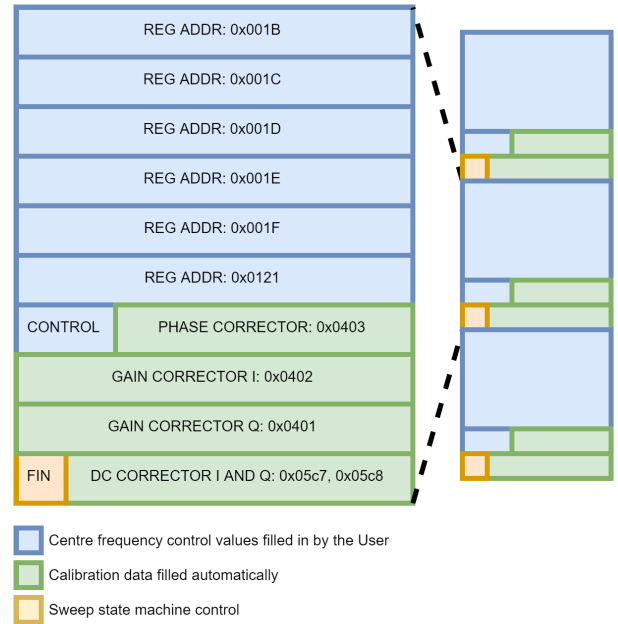 REG ADDR: 0x001B
REG ADDR: 0x001C
REG ADDR: 0x001D
REG ADDR: 0x001E
REG ADDR: 0x001F
REG ADDR: 0x0121
CONTROL PHASE CORRECTOR: 0x0403
GAIN CORRECTOR I: 0x0402
GAIN CORRECTOR Q: 0x0401
FIN DC CORRECTOR I AND Q: 0x05c7, 0x05c8
Centre frequency control values filled in by the User
Calibration data filled automatically
Sweep state machine control